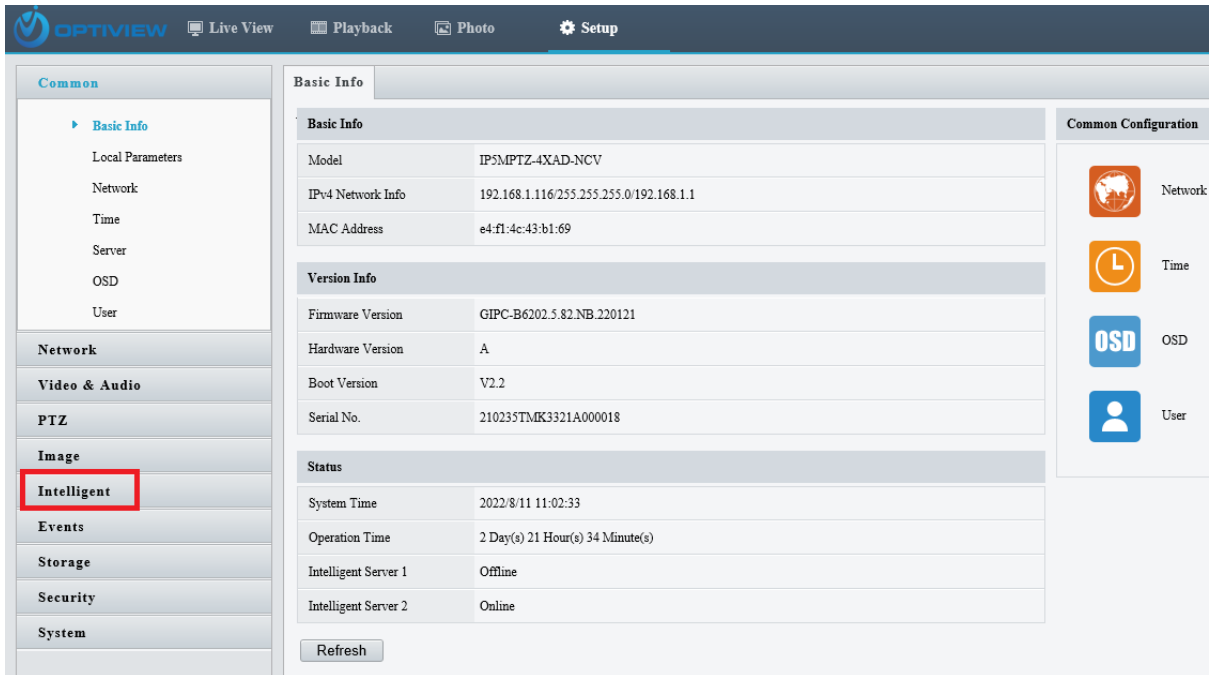 OPTIVIEW Live View Playback Photo Setup
Common
Basic Info
Local Parameters
Network
Time
Server
OSD
User
Network
Video & Audio
PTZ
Image
Intelligent
Events
Storage
Security
System
Basic Info
Basic Info
Model IP5MPTZ-4XAD-NCV
IPv4 Network Info 192.168.1.116/255.255.255.0/192.168.1.1
MAC Address e4:f1:4c:43:b1:69
Version Info
Firmware Version GIPC-B6202.5.82.NB.220121
Hardware Version A
Boot Version V2.2
Serial No. 210235TMK3321A000018
Status
System Time 2022/8/11 11:02:33
Operation Time 2 Day(s) 21 Hour(s) 34 Minute(s)
Intelligent Server 1 Offline
Intelligent Server 2 Online
Refresh
Common Configuration
Network
Time
OSD OSD
User